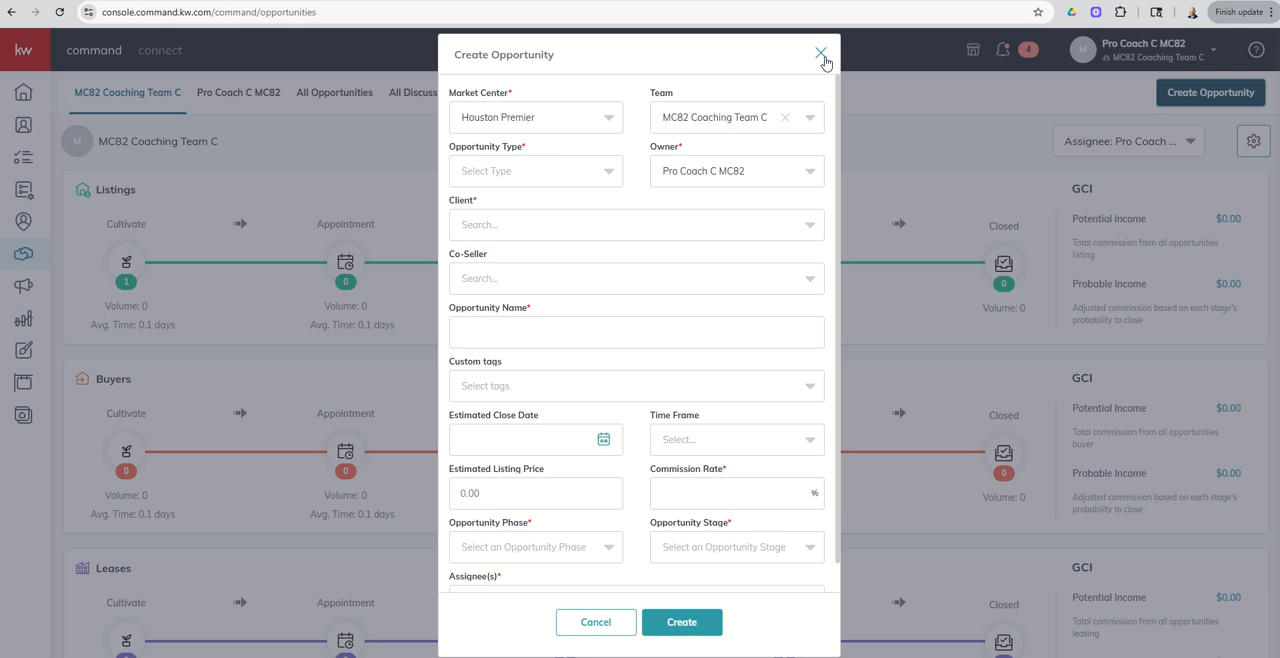 console.command.kw.com/command/opportunities
Finish update
kw
command
connect
4
M
Pro Coach C MC82
MC82 Coaching Team C
MC82 Coaching Team C
Pro Coach C MC82
All Opportunities
All Discuss
Create Opportunity
M
MC82 Coaching Team C
Assignee: Pro Coach ...
Listings
Cultivate
Appointment
Closed
1
0
0
Volume: 0
Volume: 0
Volume: 0
Avg. Time: 0.1 days
Avg. Time: 0.1 days
GCI
Potential Income
$0.00
Total commission from all opportunities
listing
Probable Income
$0.00
Adjusted commission based on each stage's
probability to close
Buyers
Cultivate
Appointment
Closed
0
0
0
Volume: 0
Volume: 0
Volume: 0
Avg. Time: 0.1 days
Avg. Time: 0.1 days
GCI
Potential Income
$0.00
Total commission from all opportunities
buyer
Probable Income
$0.00
Adjusted commission based on each stage's
probability to close
Leases
Cultivate
Appointment
Closed
GCI
Potential Income
$0.00
Total commission from all opportunities
leasing
Probable Income
$0.00
Create Opportunity
Market Center*
Team
Houston Premier
MC82 Coaching Team C
Opportunity Type*
Owner*
Select Type
Pro Coach C MC82
Client*
Search...
Co-Seller
Search...
Opportunity Name*
Custom tags
Select tags
Estimated Close Date
Time Frame
Select...
Estimated Listing Price
Commission Rate*
0.00
%
Opportunity Phase*
Opportunity Stage*
Select an Opportunity Phase
Select an Opportunity Stage
Assignee(s)*
Cancel
Create